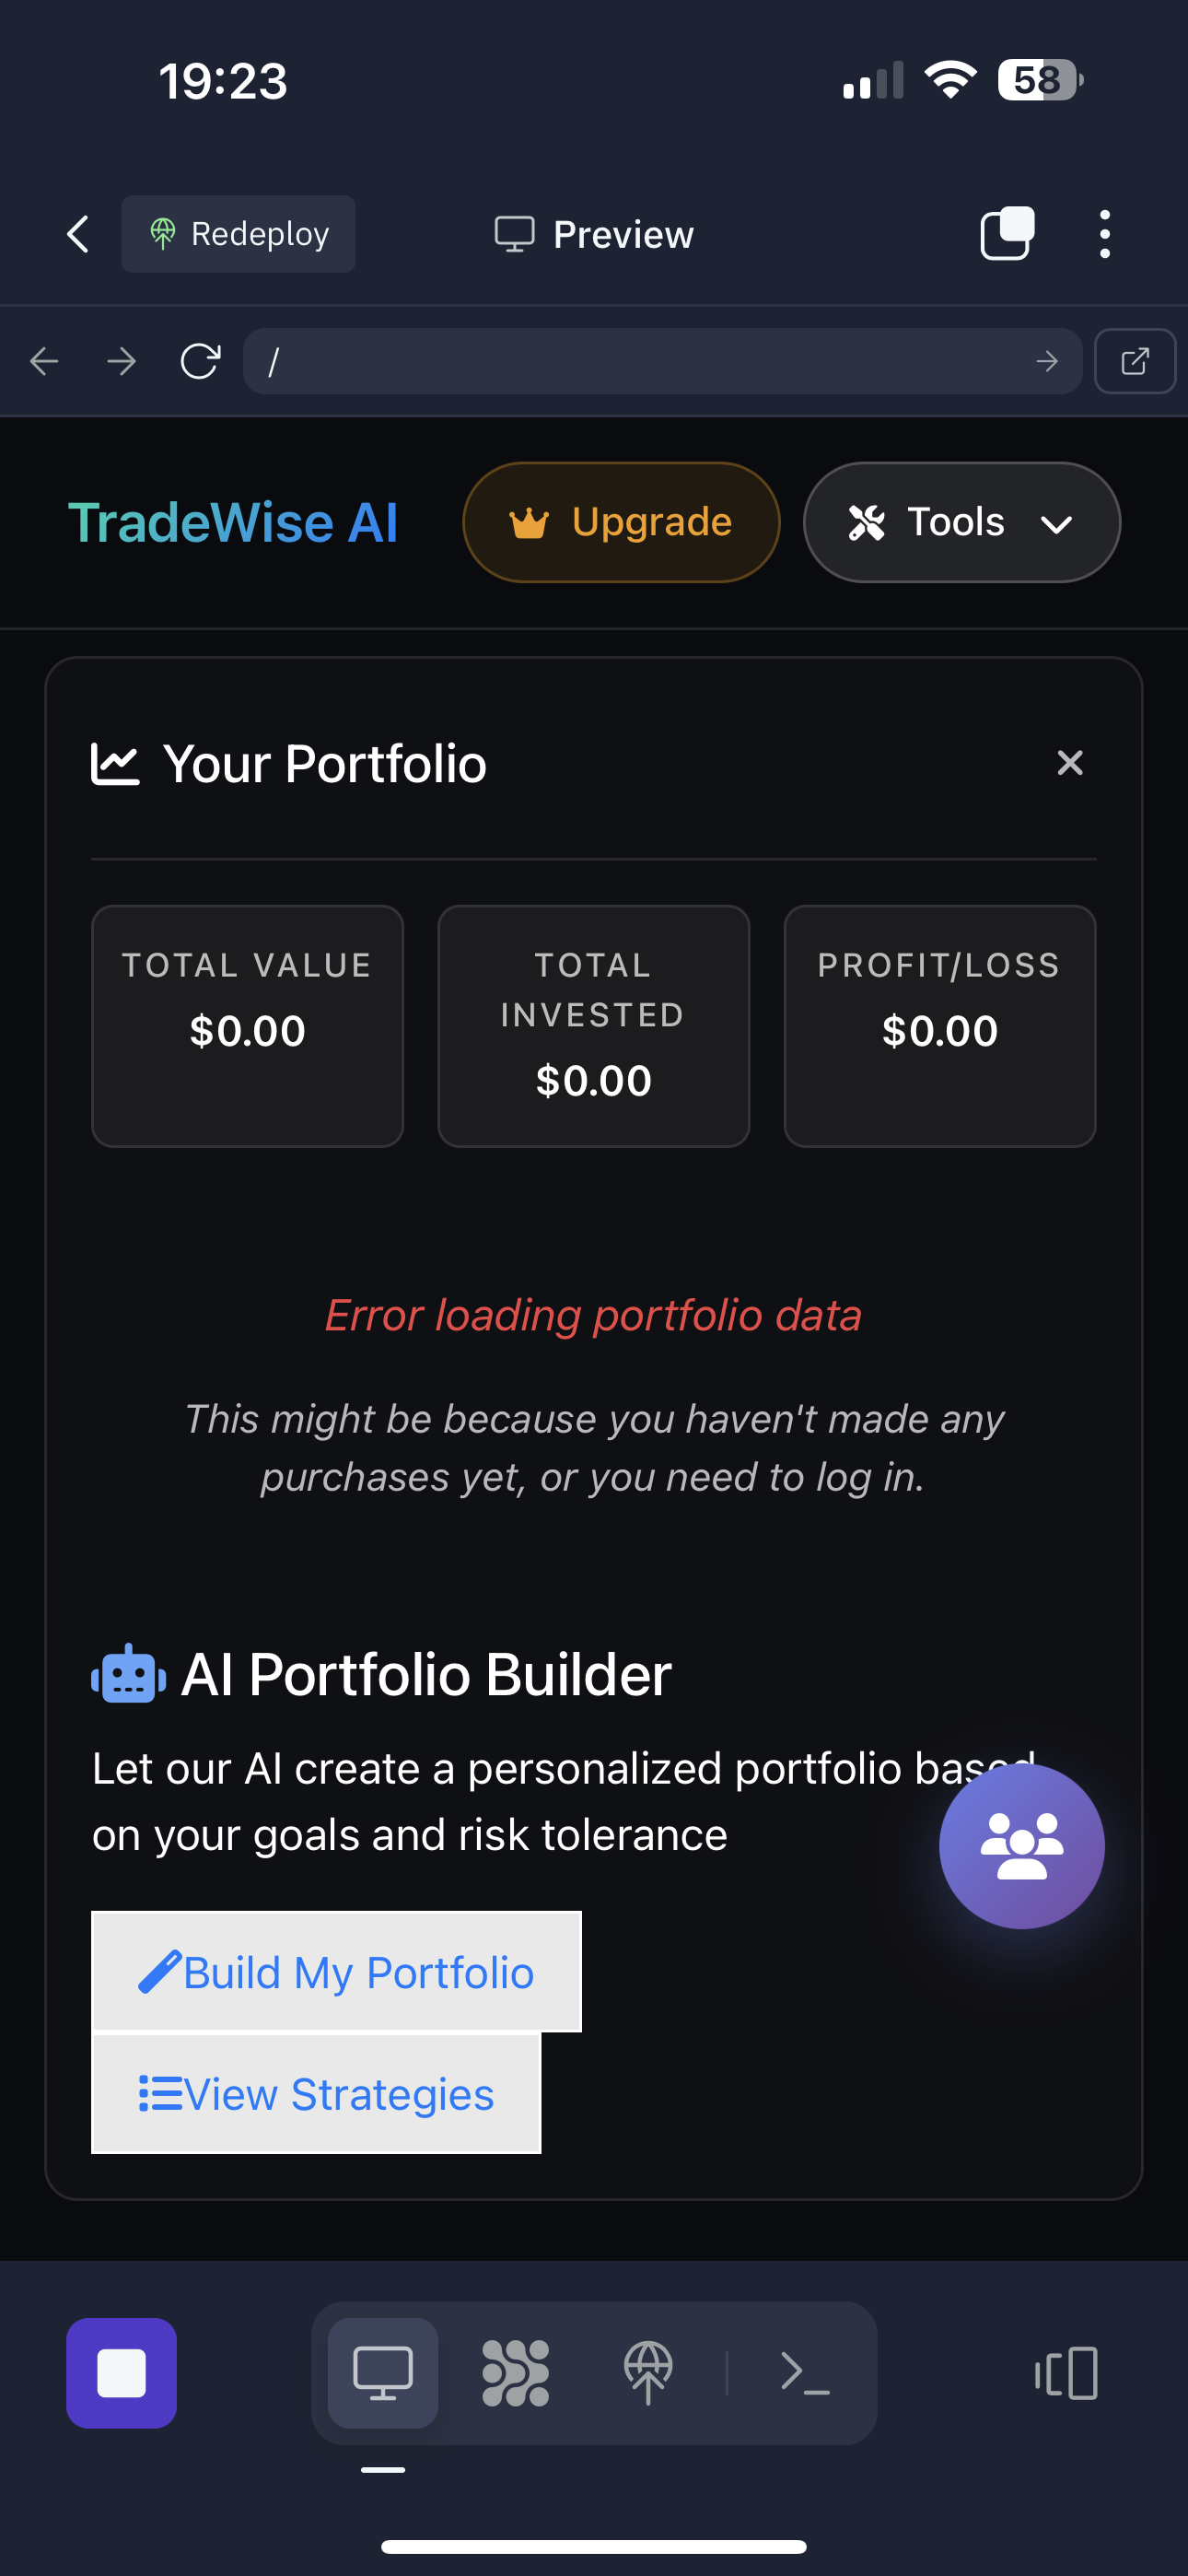 19:23
58
Redeploy
Preview
/
TradeWise AI
Upgrade
Tools
Your Portfolio
TOTAL VALUE
$0.00
TOTAL
INVESTED
$0.00
PROFIT/LOSS
$0.00
Error loading portfolio data
This might be because you haven't made any
purchases yet, or you need to log in.
AI Portfolio Builder
Let our AI create a personalized portfolio based
on your goals and risk tolerance
Build My Portfolio
View Strategies